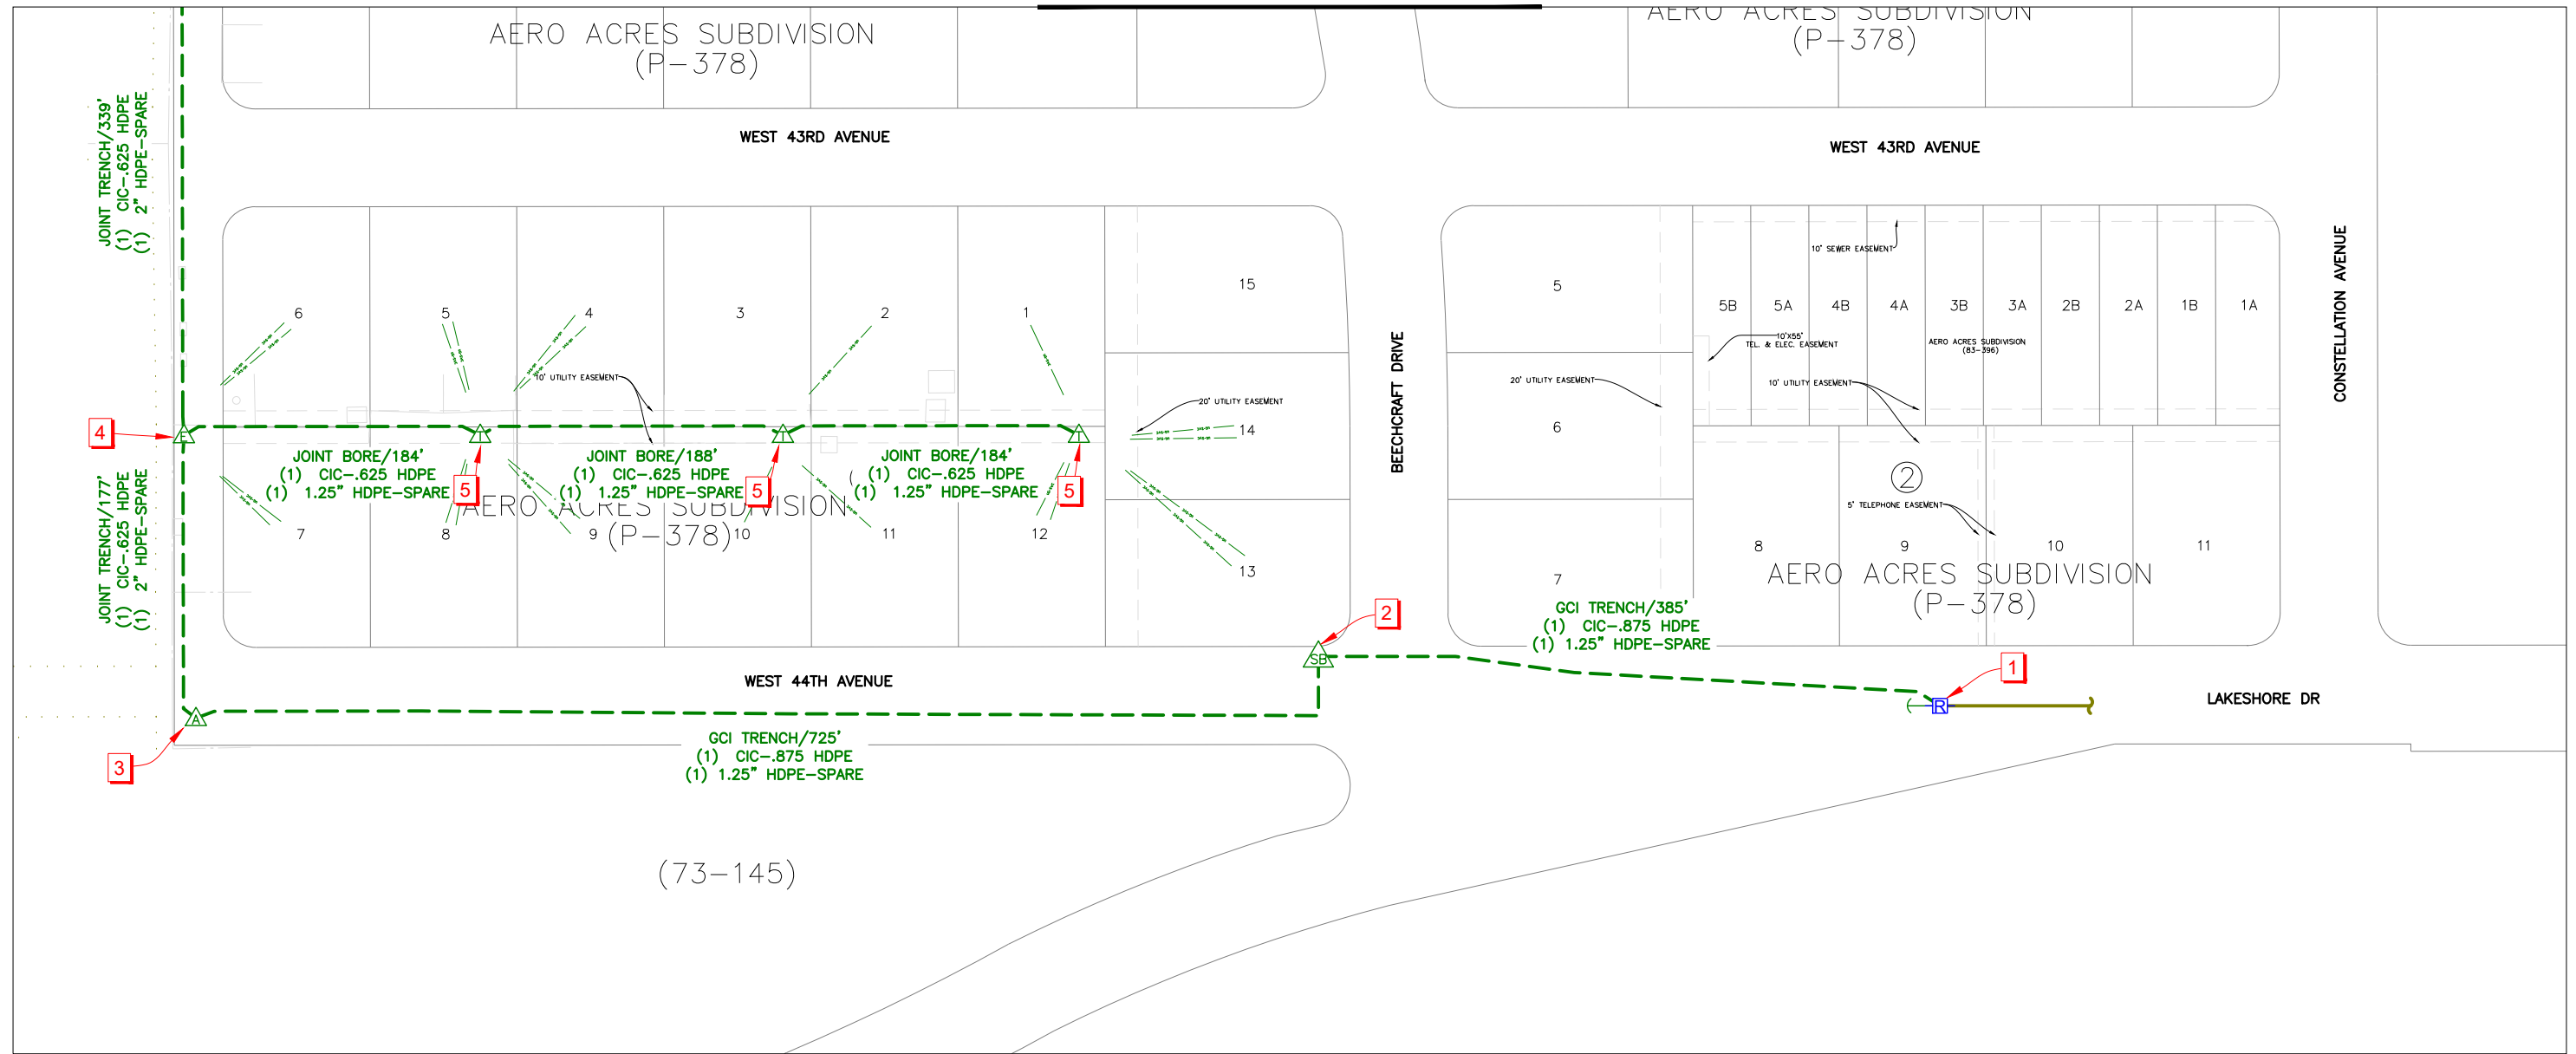 AERO ACRES SUBDIVISION
(P-378)
AERO ACRES SUBDIVISION
(P-378)
JOINT TRENCH/339'
(1) CIC-.625 HDPE
(1) 2" HDPE-SPARE
WEST 43RD AVENUE
WEST 43RD AVENUE
6
5
4
3
2
1
15
10' UTILITY EASEMENT
20' UTILITY EASEMENT
14
13
BEECHCRAFT DRIVE
5
20' UTILITY EASEMENT
6
7
10' SEWER EASEMENT
5B
5A
4B
4A
3B
3A
2B
2A
1B
1A
10'X55'
TEL. & ELEC. EASEMENT
AERO ACRES SUBDIVISION
(83-396)
10' UTILITY EASEMENT
CONSTELLATION AVENUE
4
E
T
T
T
JOINT BORE/184'
(1) CIC-.625 HDPE
(1) 1.25" HDPE-SPARE
5
JOINT BORE/188'
(1) CIC-.625 HDPE
(1) 1.25" HDPE-SPARE
5
JOINT BORE/184'
(1) CIC-.625 HDPE
(1) 1.25" HDPE-SPARE
5
JOINT TRENCH/177'
(1) CIC-.625 HDPE
(1) 2" HDPE-SPARE
AERO ACRES SUBDIVISION
(P-378)
7
8
9
10
11
12
2
5' TELEPHONE EASEMENT
8
9
10
11
AERO ACRES SUBDIVISION
(P-378)
GCI TRENCH/385'
(1) CIC-.875 HDPE
(1) 1.25" HDPE-SPARE
2
SB
1
R
WEST 44TH AVENUE
LAKESHORE DR
A
3
GCI TRENCH/725'
(1) CIC-.875 HDPE
(1) 1.25" HDPE-SPARE
(73-145)